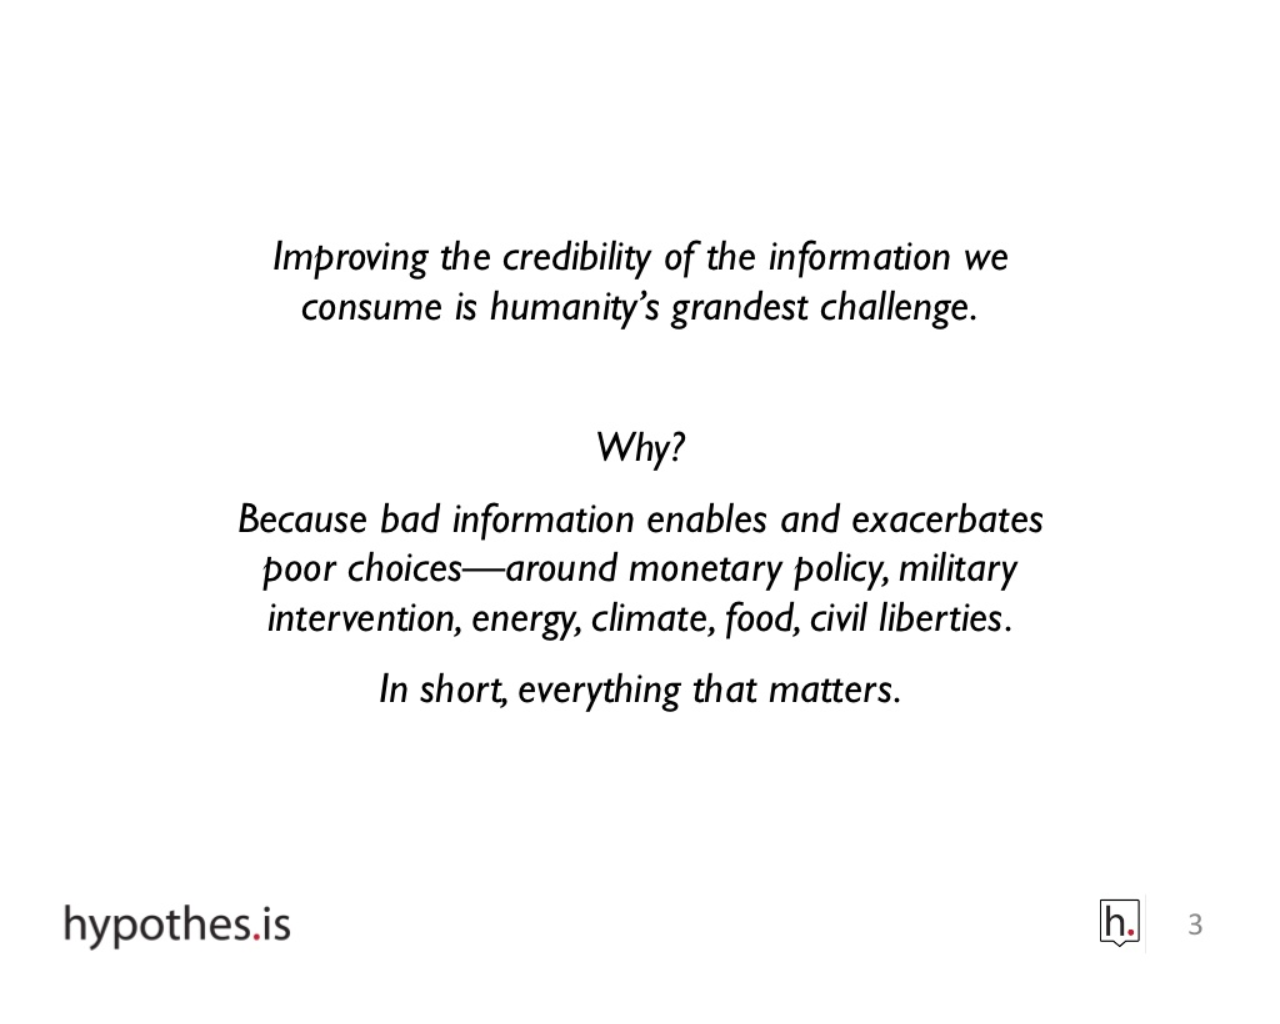 Improving the credibility of the information we
consume is humanity’s grandest challenge.
Why?
Because bad information enables and exacerbates
poor choices—around monetary policy, military
intervention, energy, climate, food, civil liberties.
In short, everything that matters.
hypothes.is
h.
3